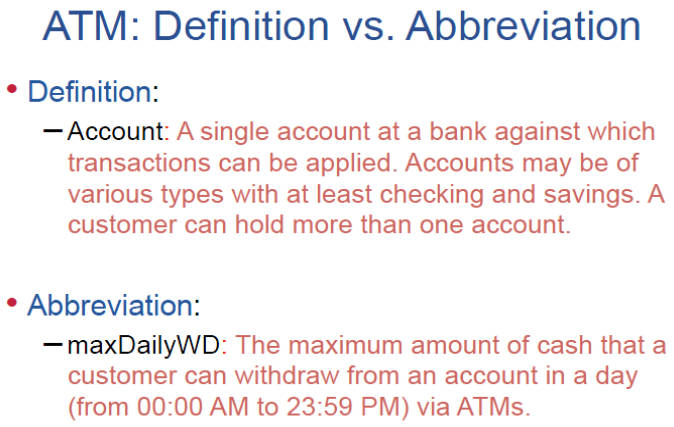 ATM: Definition vs. Abbreviation
• Definition:
– Account: A single account at a bank against which
transactions can be applied. Accounts may be of
various types with at least checking and savings. A
customer can hold more than one account.
• Abbreviation:
– maxDailyWD: The maximum amount of cash that a
customer can withdraw from an account in a day
(from 00:00 AM to 23:59 PM) via ATMs.